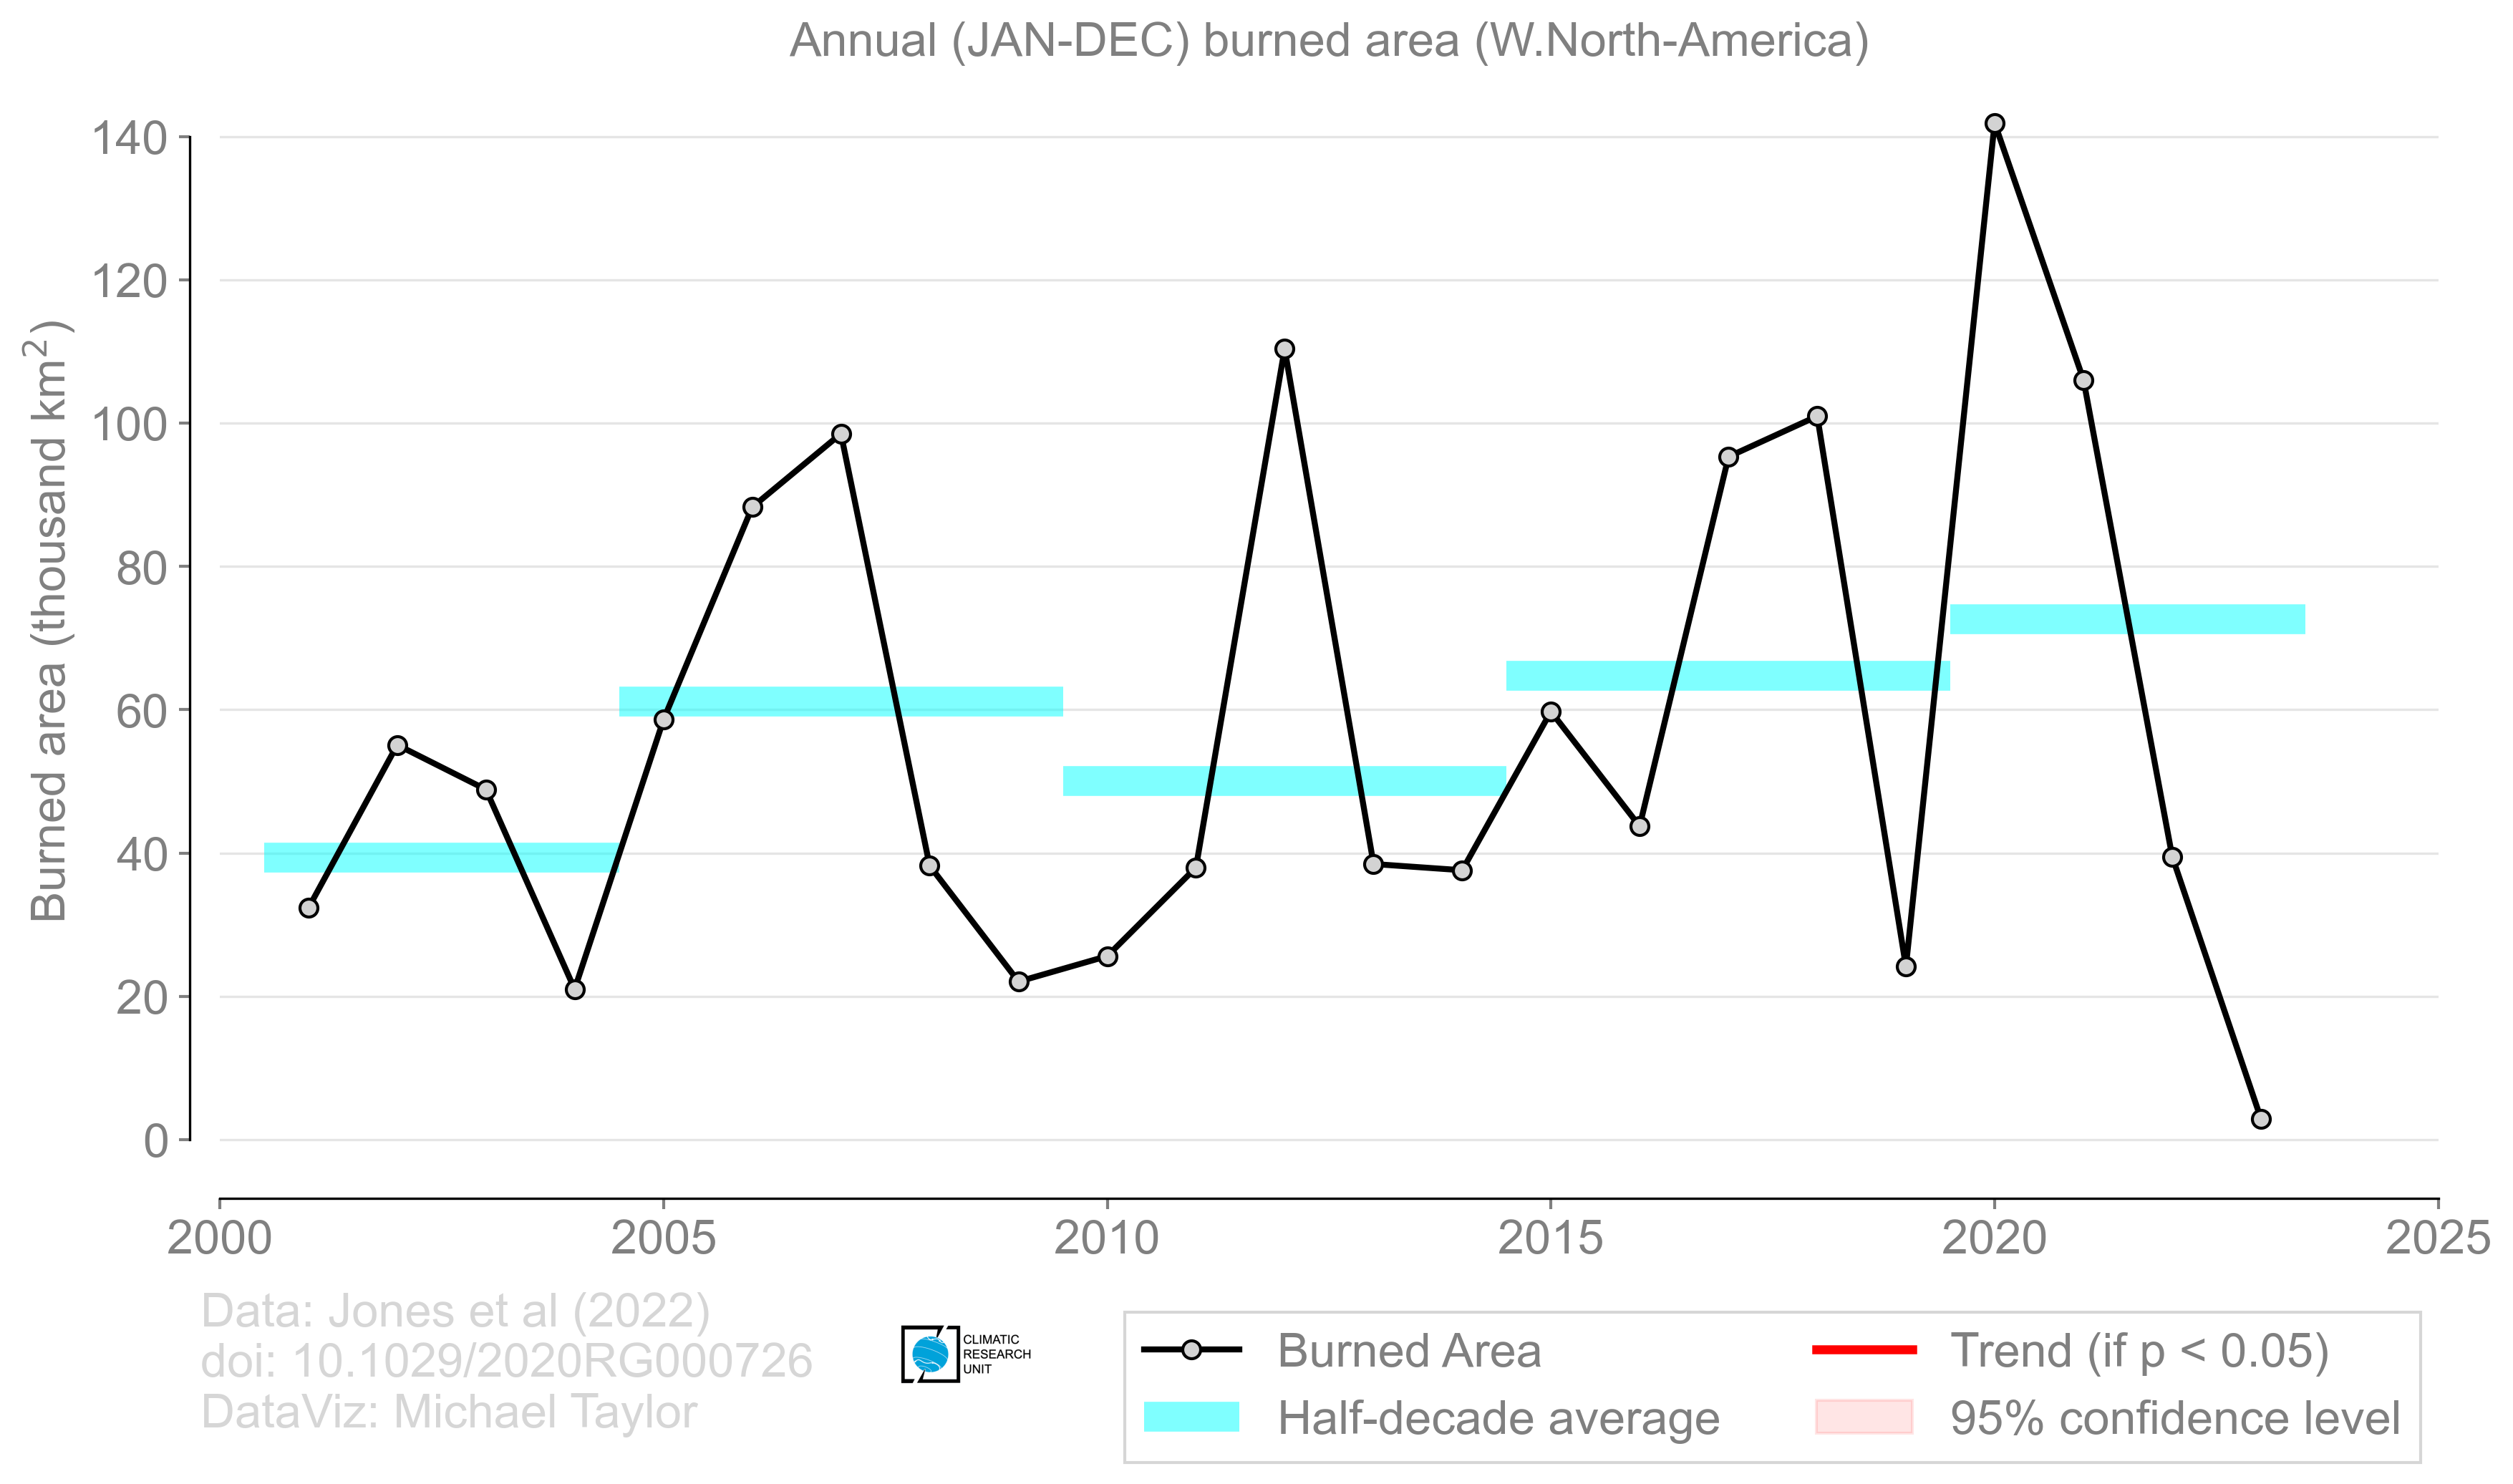 Annual (JAN-DEC) burned area (W.North-America)
Burned area (thousand km²)
140
120
100
80
60
40
20
0
2000 2005 2010 2015 2020 2025
Data: Jones et al (2022)
doi: 10.1029/2020RG000726
DataViz: Michael Taylor
CLIMATIC
RESEARCH
UNIT
Burned Area
Half-decade average
Trend (if p < 0.05)
95% confidence level